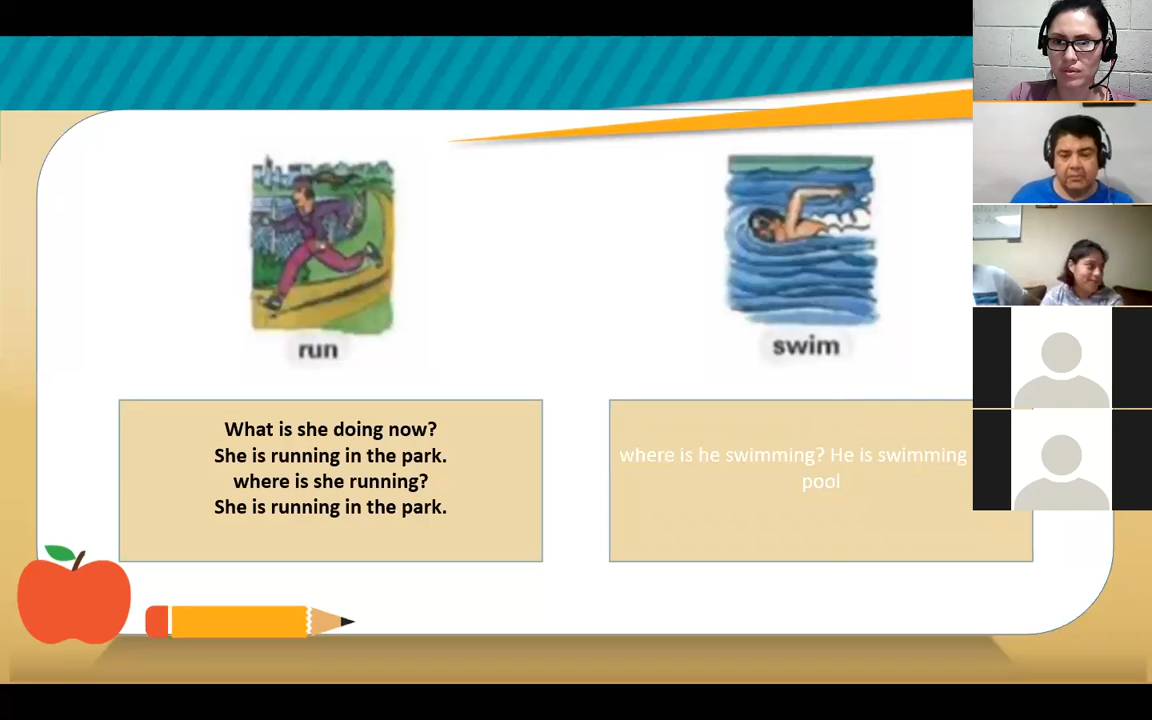 run
swim
What is she doing now?
She is running in the park.
where is she running?
She is running in the park.
where is he swimming? He is swimming
pool